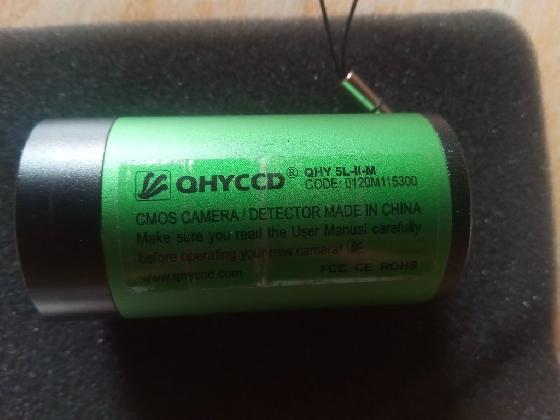 QHYCCD® QHY 5L-II-M
CODE: 0120M115300
CMOS CAMERA / DETECTOR MADE IN CHINA
Make sure you read the User Manual carefully
before operating your new camera!
www.qhyccd.com FCC CE ROHS